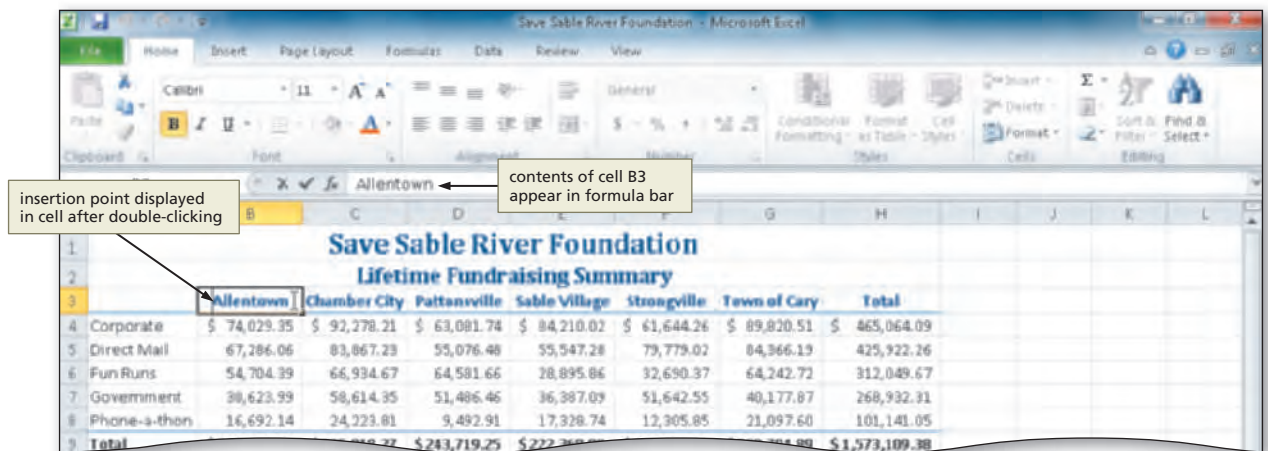 Save Sable River Foundation - Microsoft Excel
File Home Insert Page Layout Formulas Data Review View
Calibri 11 A A General Insert Σ
Paste B I U A $ % , Conditional Format Cell Delete Sort & Find &
Formatting as Table Styles Format Filter Select
Clipboard Font Alignment Number Styles Cells Editing
insertion point displayed
in cell after double-clicking
fx Allentown
contents of cell B3
appear in formula bar
B C D E F G H I J K L
1 Save Sable River Foundation
2 Lifetime Fundraising Summary
3 Allentown Chamber City Pattonsville Sable Village Strongville Town of Cary Total
4 Corporate $ 74,029.35 $ 92,278.21 $ 63,081.74 $ 84,210.02 $ 61,644.26 $ 89,820.51 $ 465,064.09
5 Direct Mail 67,286.06 83,867.23 55,076.48 55,547.28 79,779.02 84,366.19 425,922.26
6 Fun Runs 54,704.39 66,934.67 64,581.66 28,895.86 32,690.37 64,242.72 312,049.67
7 Government 38,623.99 58,614.35 51,486.46 36,387.09 51,642.55 40,177.87 268,932.31
8 Phone-a-thon 16,692.14 24,223.81 9,492.91 17,328.74 12,305.85 21,097.60 101,141.05
9 Total $243,719.25 $1,573,109.38